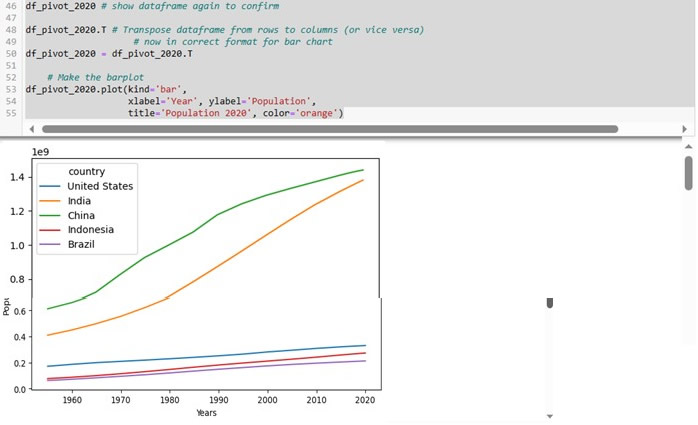 46 df_pivot_2020 # show dataframe again to confirm
47
48 df_pivot_2020.T # Transpose dataframe from rows to columns (or vice versa)
49 # now in correct format for bar chart
50 df_pivot_2020 = df_pivot_2020.T
51
52 # Make the barplot
53 df_pivot_2020.plot(kind='bar',
54 xlabel='Year', ylabel='Population',
55 title='Population 2020', color='orange')
1e9
country
United States
India
China
Indonesia
Brazil
1.4
1.2
1.0
0.8
0.6
0.4
0.2
0.0
1960 1970 1980 1990 2000 2010 2020
Years